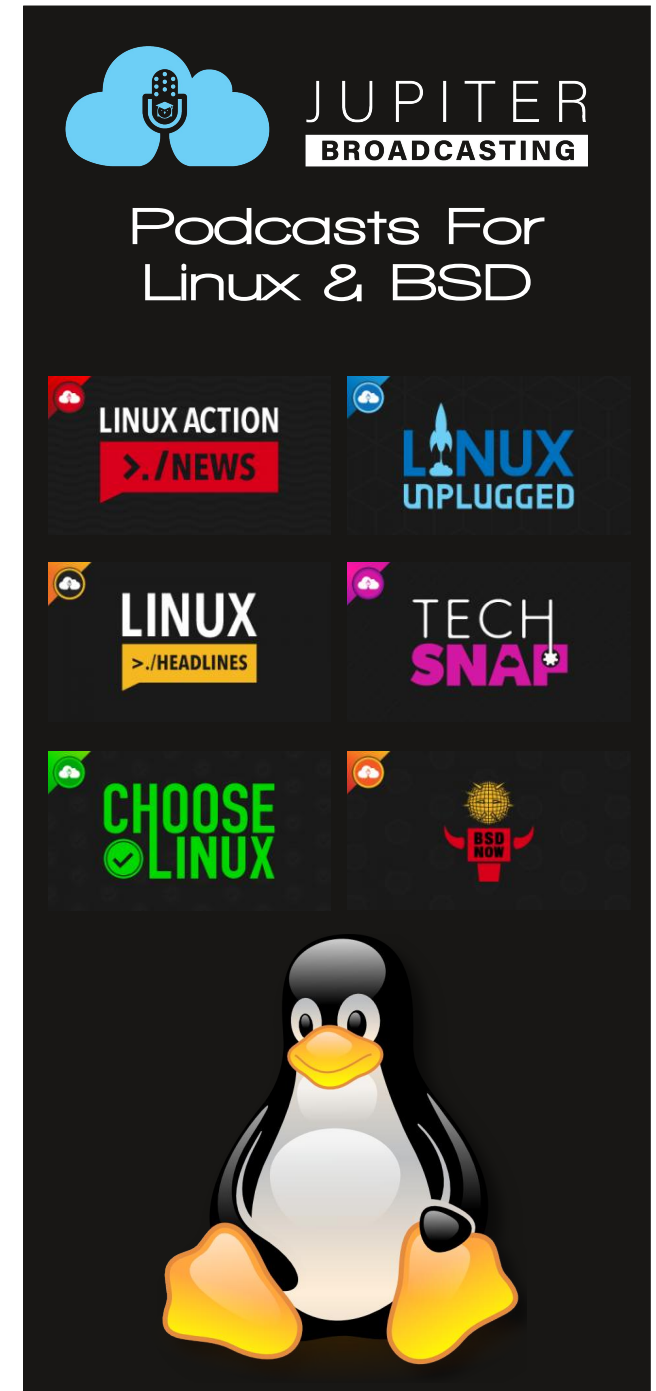 JUPITER
BROADCASTING
Podcasts For
Linux & BSD
LINUX ACTION
>./NEWS
LINUX
UNPLUGGED
LINUX
>./HEADLINES
TECH
SNAP
CHOOSE
LINUX
BSD
NOW